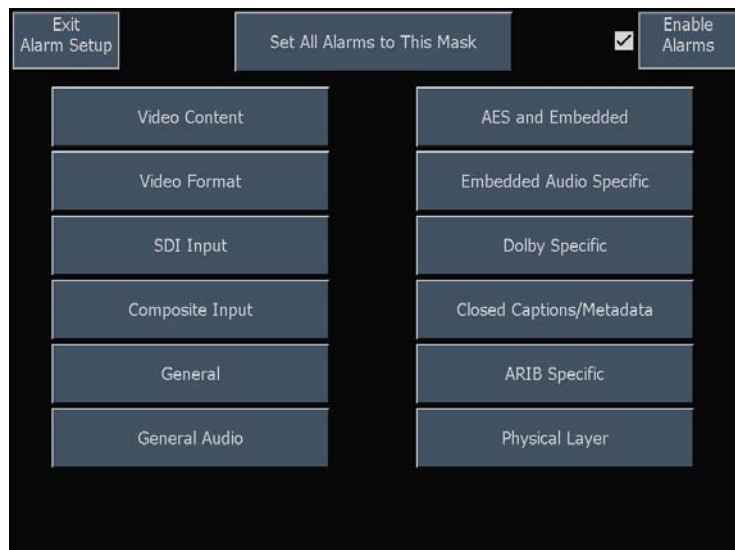 Exit
Alarm Setup
Set All Alarms to This Mask
Enable
Alarms
Video Content
AES and Embedded
Video Format
Embedded Audio Specific
SDI Input
Dolby Specific
Composite Input
Closed Captions/Metadata
General
ARIB Specific
General Audio
Physical Layer